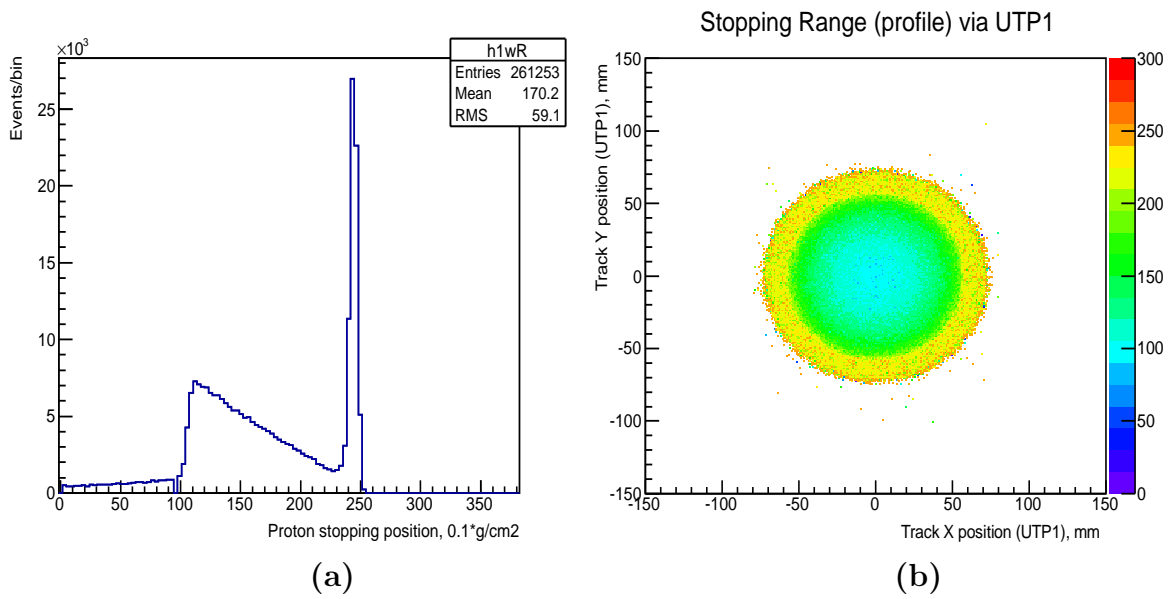 ×10³
h1wR
Entries 261253
Mean 170.2
RMS 59.1
Events/bin
25
20
15
10
5
0
0 50 100 150 200 250 300 350
Proton stopping position, 0.1*g/cm2
(a)
Stopping Range (profile) via UTP1
Track Y position (UTP1), mm
150
100
50
0
-50
-100
-150
-150 -100 -50 0 50 100 150
Track X position (UTP1), mm
300
250
200
150
100
50
0
(b)